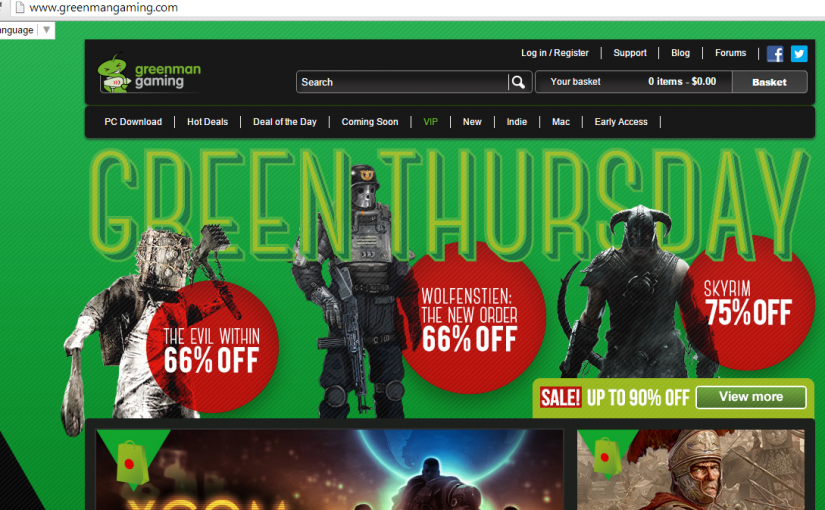 www.greenmangaming.com
anguage
Log in / Register
Support
Blog
Forums
greenman
gaming
Search
Your basket
0 items - $0.00
Basket
PC Download
Hot Deals
Deal of the Day
Coming Soon
VIP
New
Indie
Mac
Early Access
GREEN THURSDAY
THE EVIL WITHIN
66% OFF
WOLFENSTIEN:
THE NEW ORDER
66% OFF
SKYRIM
75% OFF
SALE! UP TO 90% OFF
View more
XCOM